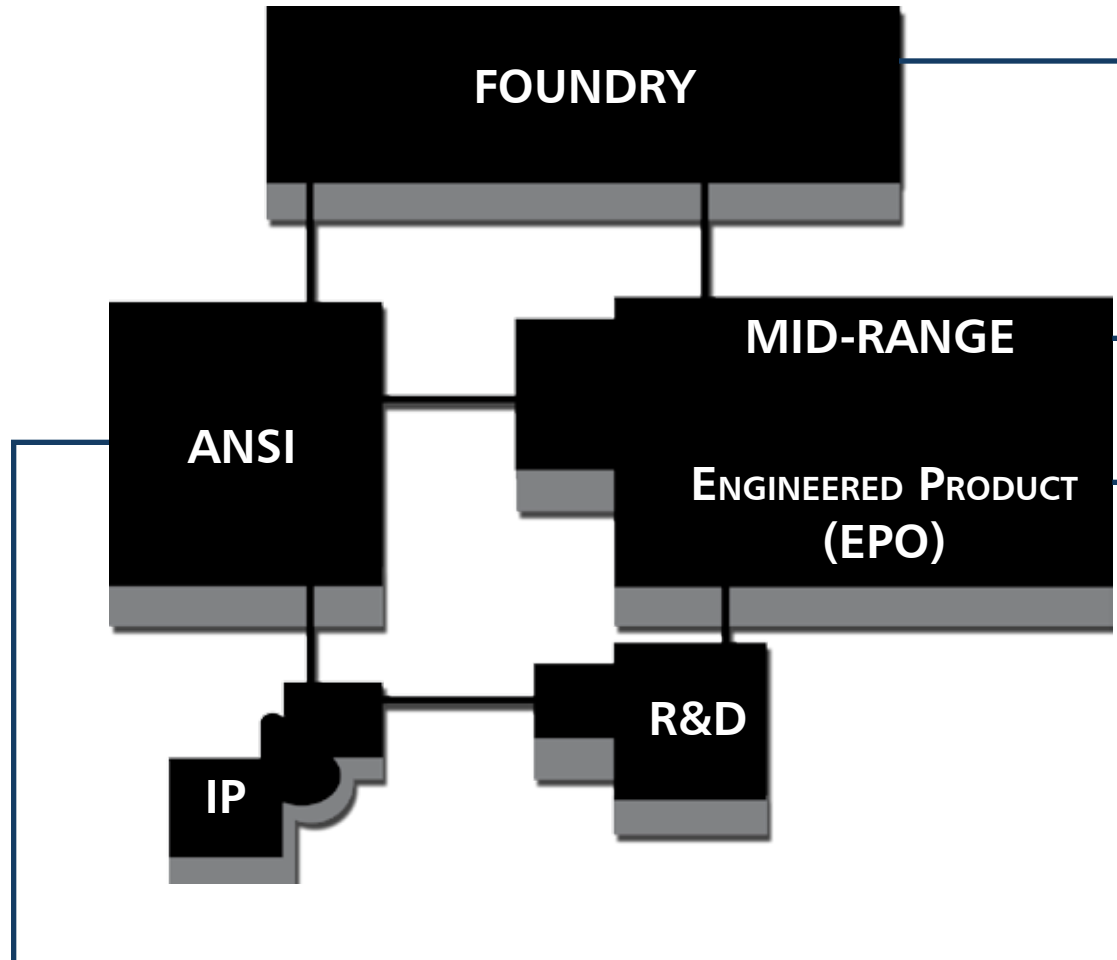 FOUNDRY
MID-RANGE
ANSI
ENGINEERED PRODUCT
(EPO)
R&D
IP